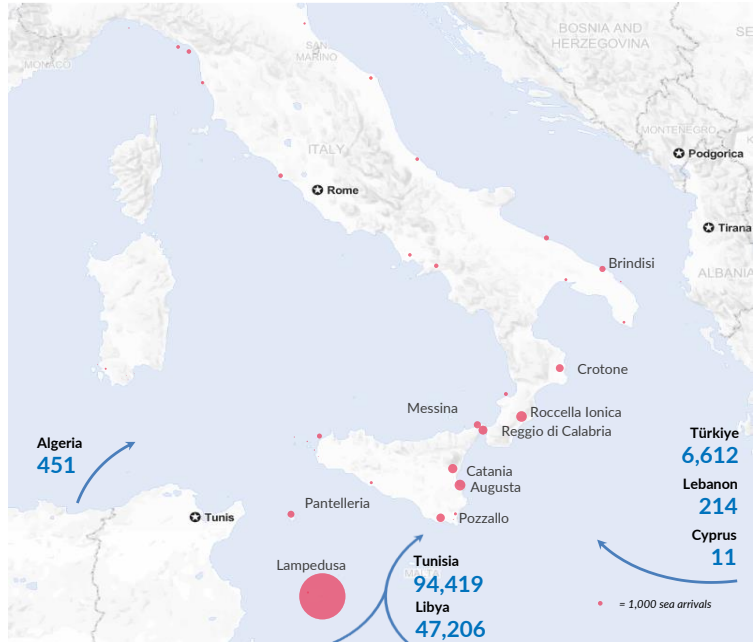 BOSNIA AND
HERZEGOVINA
SE
SAN
MARINO
MONACO
MONTENEGRO
K
Podgorica
ITALY
Rome
Tirana
ALBANIA
Brindisi
Crotone
Messina
Roccella Ionica
Reggio di Calabria
Algeria
451
Türkiye
6,612
Catania
Augusta
Lebanon
214
Pantelleria
Tunis
Pozzallo
Cyprus
11
Lampedusa
Tunisia
MALTA
94,419
Libya
47,206
= 1,000 sea arrivals